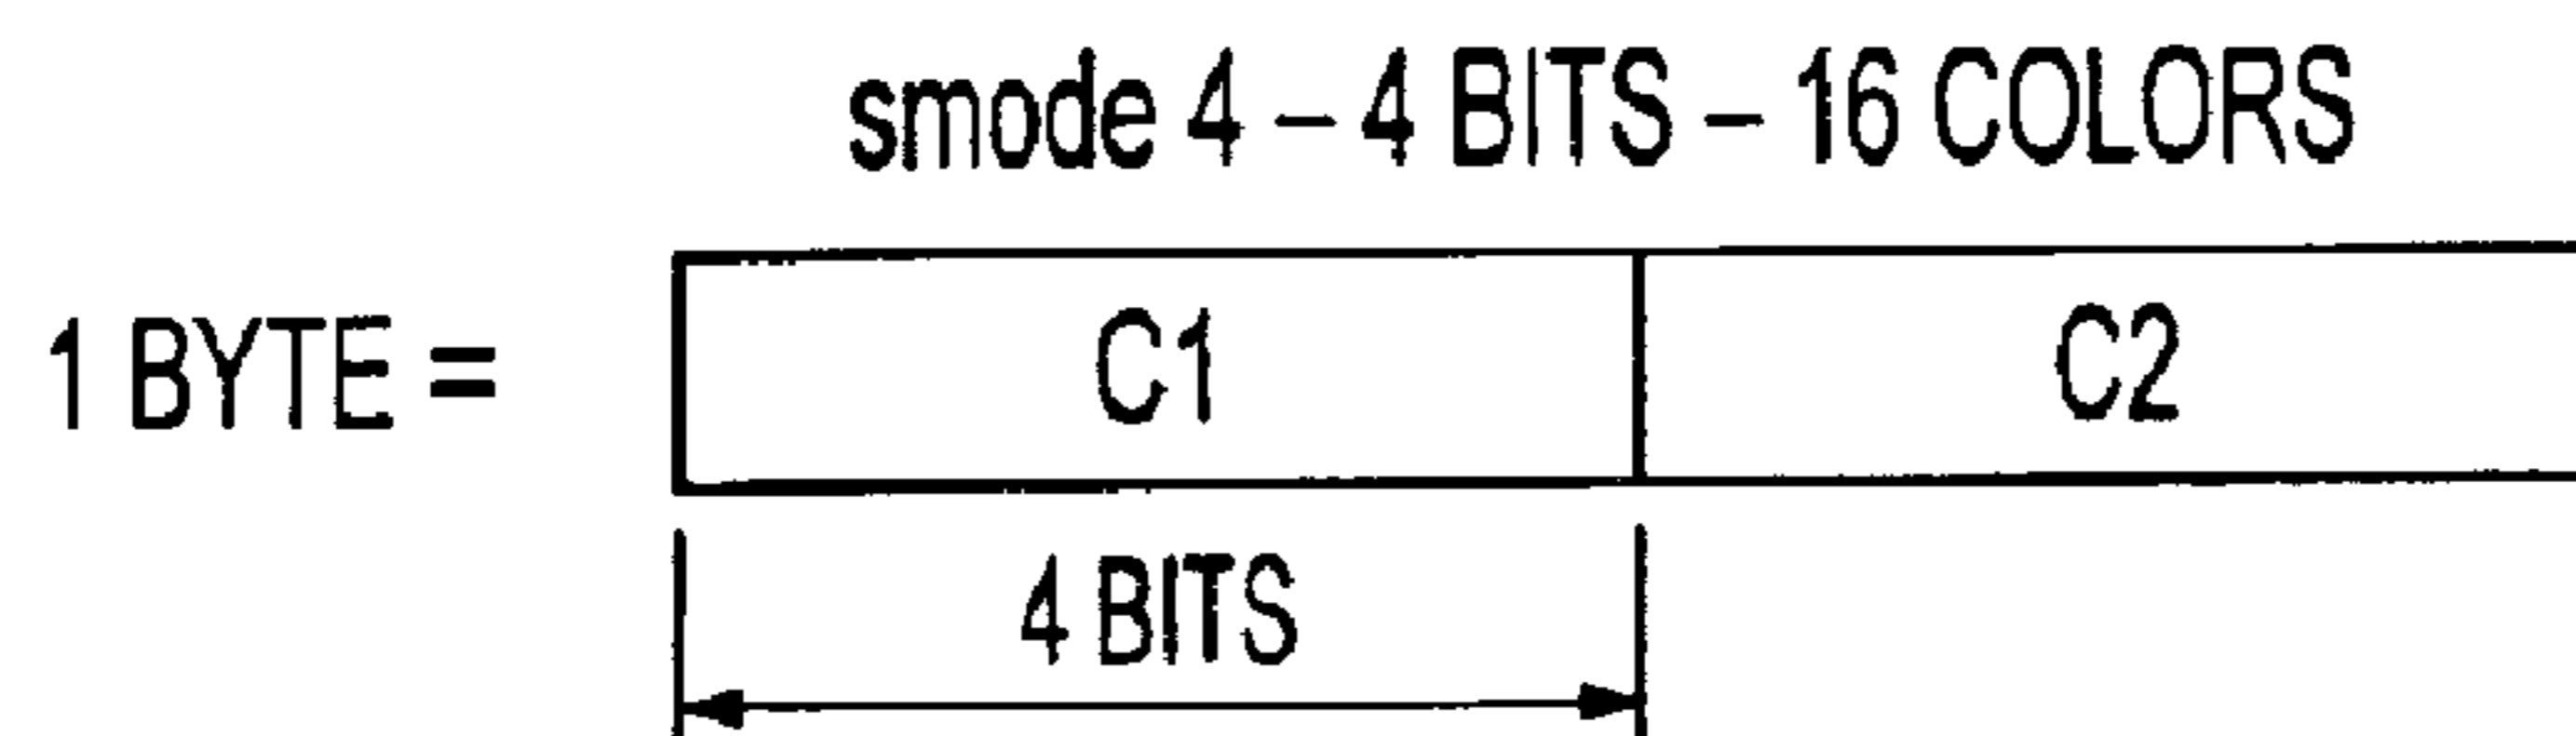 smode 4 – 4 BITS – 16 COLORS
1 BYTE = C1 C2
4 BITS